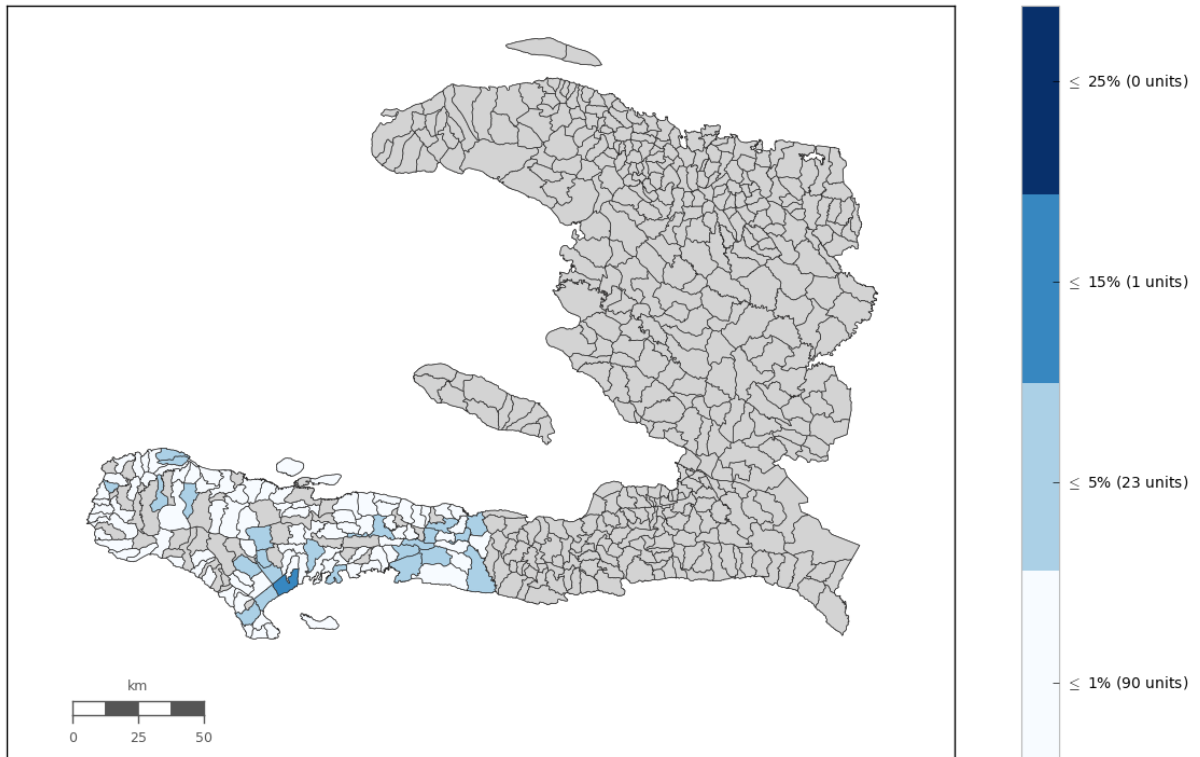 ≤ 25% (0 units)
≤ 15% (1 units)
≤ 5% (23 units)
≤ 1% (90 units)
km
0 25 50